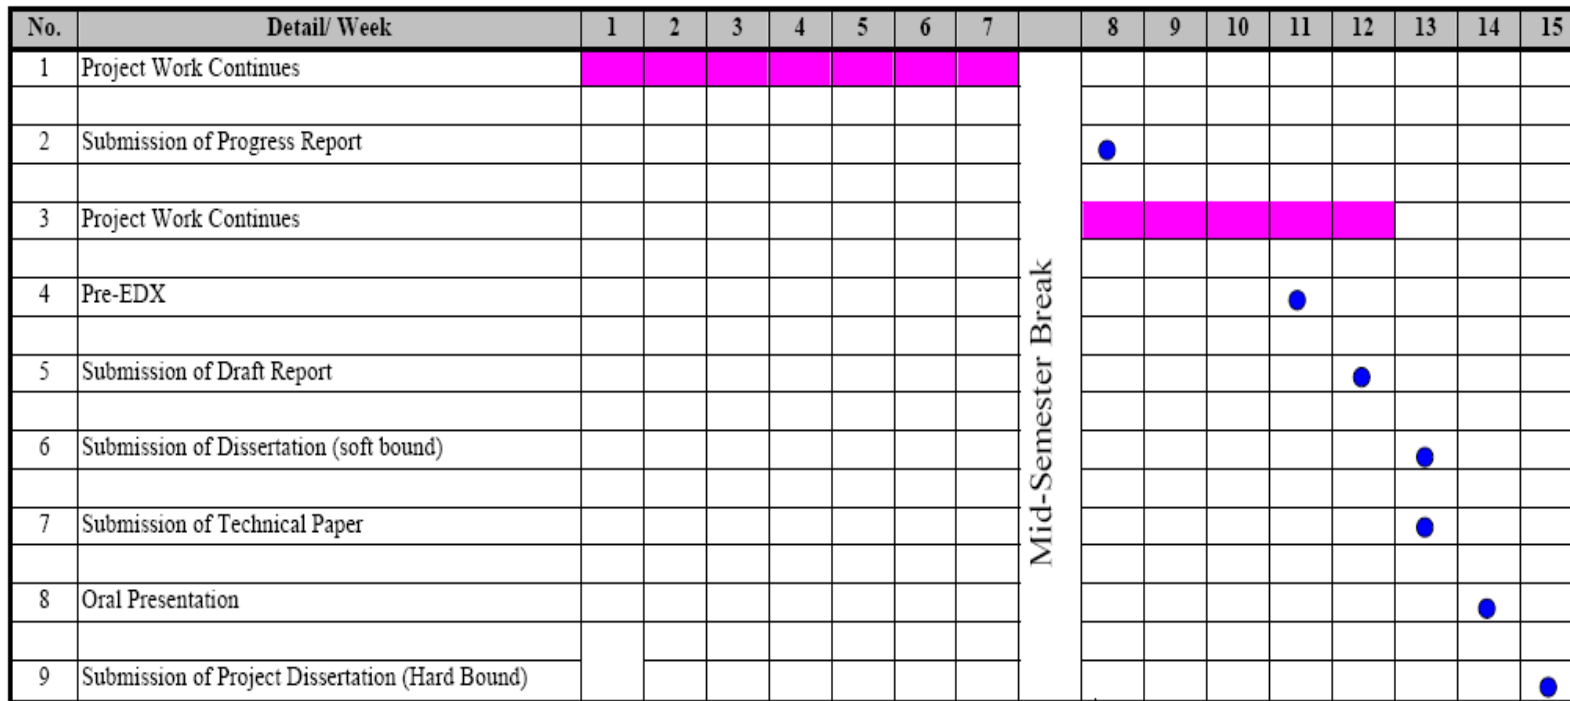 No. Detail/ Week 1 2 3 4 5 6 7 8 9 10 11 12 13 14 15
1 Project Work Continues
2 Submission of Progress Report
3 Project Work Continues
4 Pre-EDX
5 Submission of Draft Report
6 Submission of Dissertation (soft bound)
7 Submission of Technical Paper
8 Oral Presentation
9 Submission of Project Dissertation (Hard Bound)
Mid-Semester Break